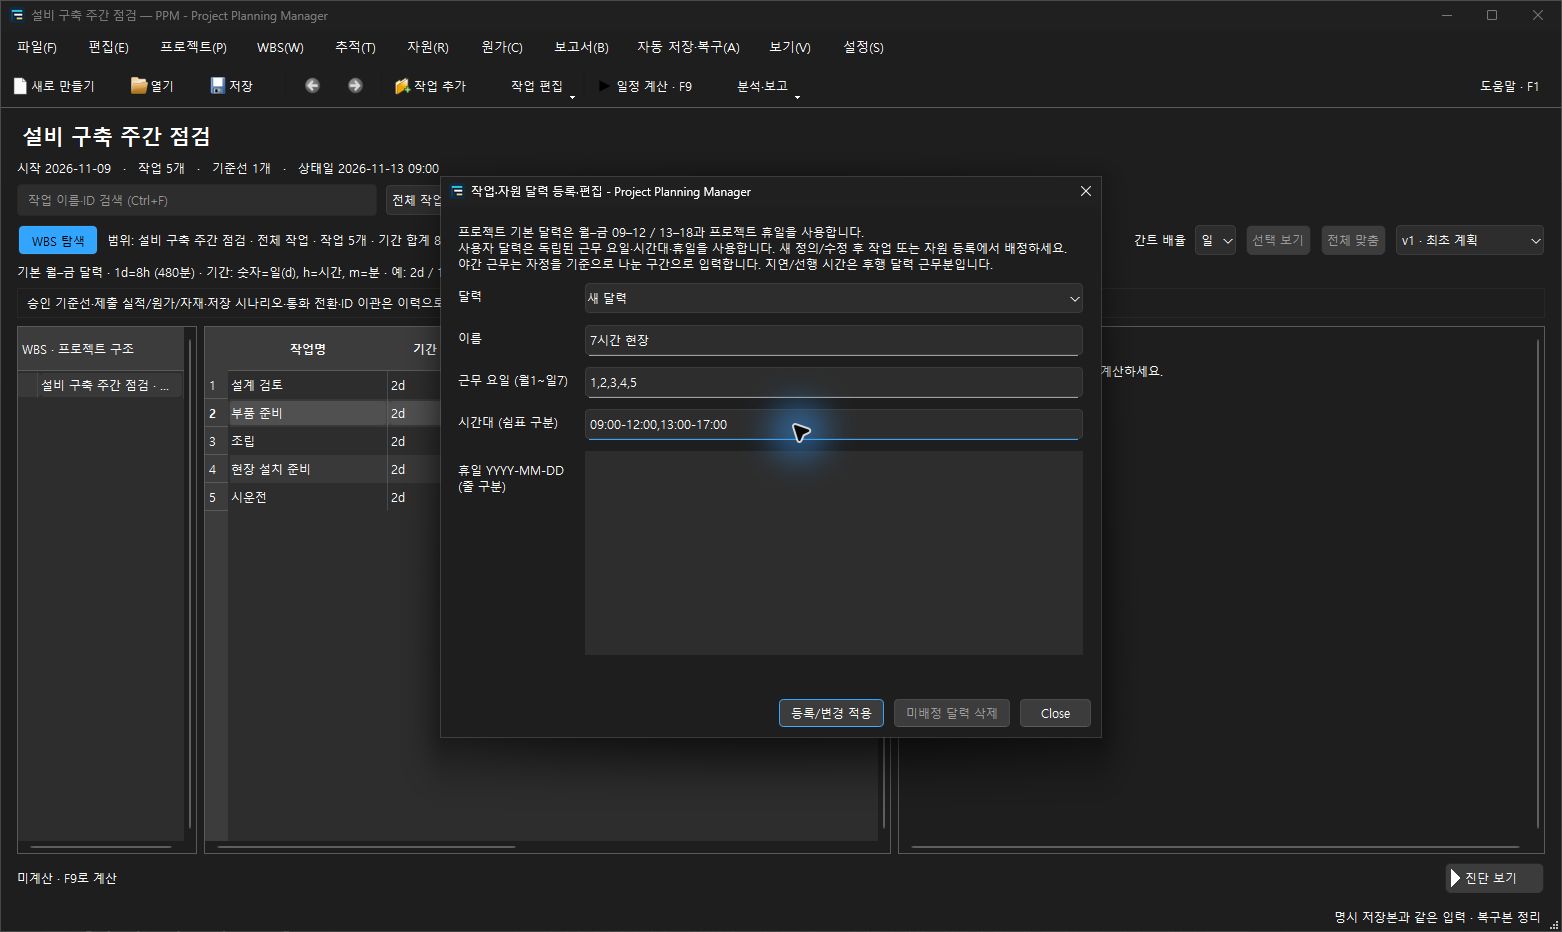 설비 구축 주간 점검 — PPM - Project Planning Manager
파일(F) 편집(E) 프로젝트(P) WBS(W) 추적(T) 자원(R) 원가(C) 보고서(B) 자동 저장·복구(A) 보기(V) 설정(S)
새로 만들기 열기 저장 작업 추가 작업 편집 일정 계산 · F9 분석·보고 도움말 · F1
설비 구축 주간 점검
시작 2026-11-09 · 작업 5개 · 기준선 1개 · 상태일 2026-11-13 09:00
작업 이름·ID 검색 (Ctrl+F) 전체 작업
WBS 탐색 범위: 설비 구축 주간 점검 · 전체 작업 · 작업 5개 · 기간 합계 8 간트 배율 일 선택 보기 전체 맞춤 v1 · 최초 계획
기본 월–금 달력 · 1d=8h (480분) · 기간: 숫자=일(d), h=시간, m=분 · 예: 2d / 1
승인 기준선·제출 실적/원가/자재·저장 시나리오·통화 전환·ID 이관은 이력으로
WBS · 프로젝트 구조
설비 구축 주간 점검 · ...
작업명 기간
1 설계 검토 2d
2 부품 준비 2d
3 조립 2d
4 현장 설치 준비 2d
5 시운전 2d
계산하세요.
작업·자원 달력 등록·편집 - Project Planning Manager
프로젝트 기본 달력은 월–금 09–12 / 13–18과 프로젝트 휴일을 사용합니다.
사용자 달력은 독립된 근무 요일·시간대·휴일을 사용합니다. 새 정의/수정 후 작업 또는 자원 등록에서 배정하세요.
야간 근무는 자정을 기준으로 나눈 구간으로 입력합니다. 지연/선행 시간은 후행 달력 근무분입니다.
달력 새 달력
이름 7시간 현장
근무 요일 (월1~일7) 1,2,3,4,5
시간대 (쉼표 구분) 09:00-12:00,13:00-17:00
휴일 YYYY-MM-DD
(줄 구분)
등록/변경 적용 미배정 달력 삭제 Close
미계산 · F9로 계산 진단 보기
명시 저장본과 같은 입력 · 복구본 정리